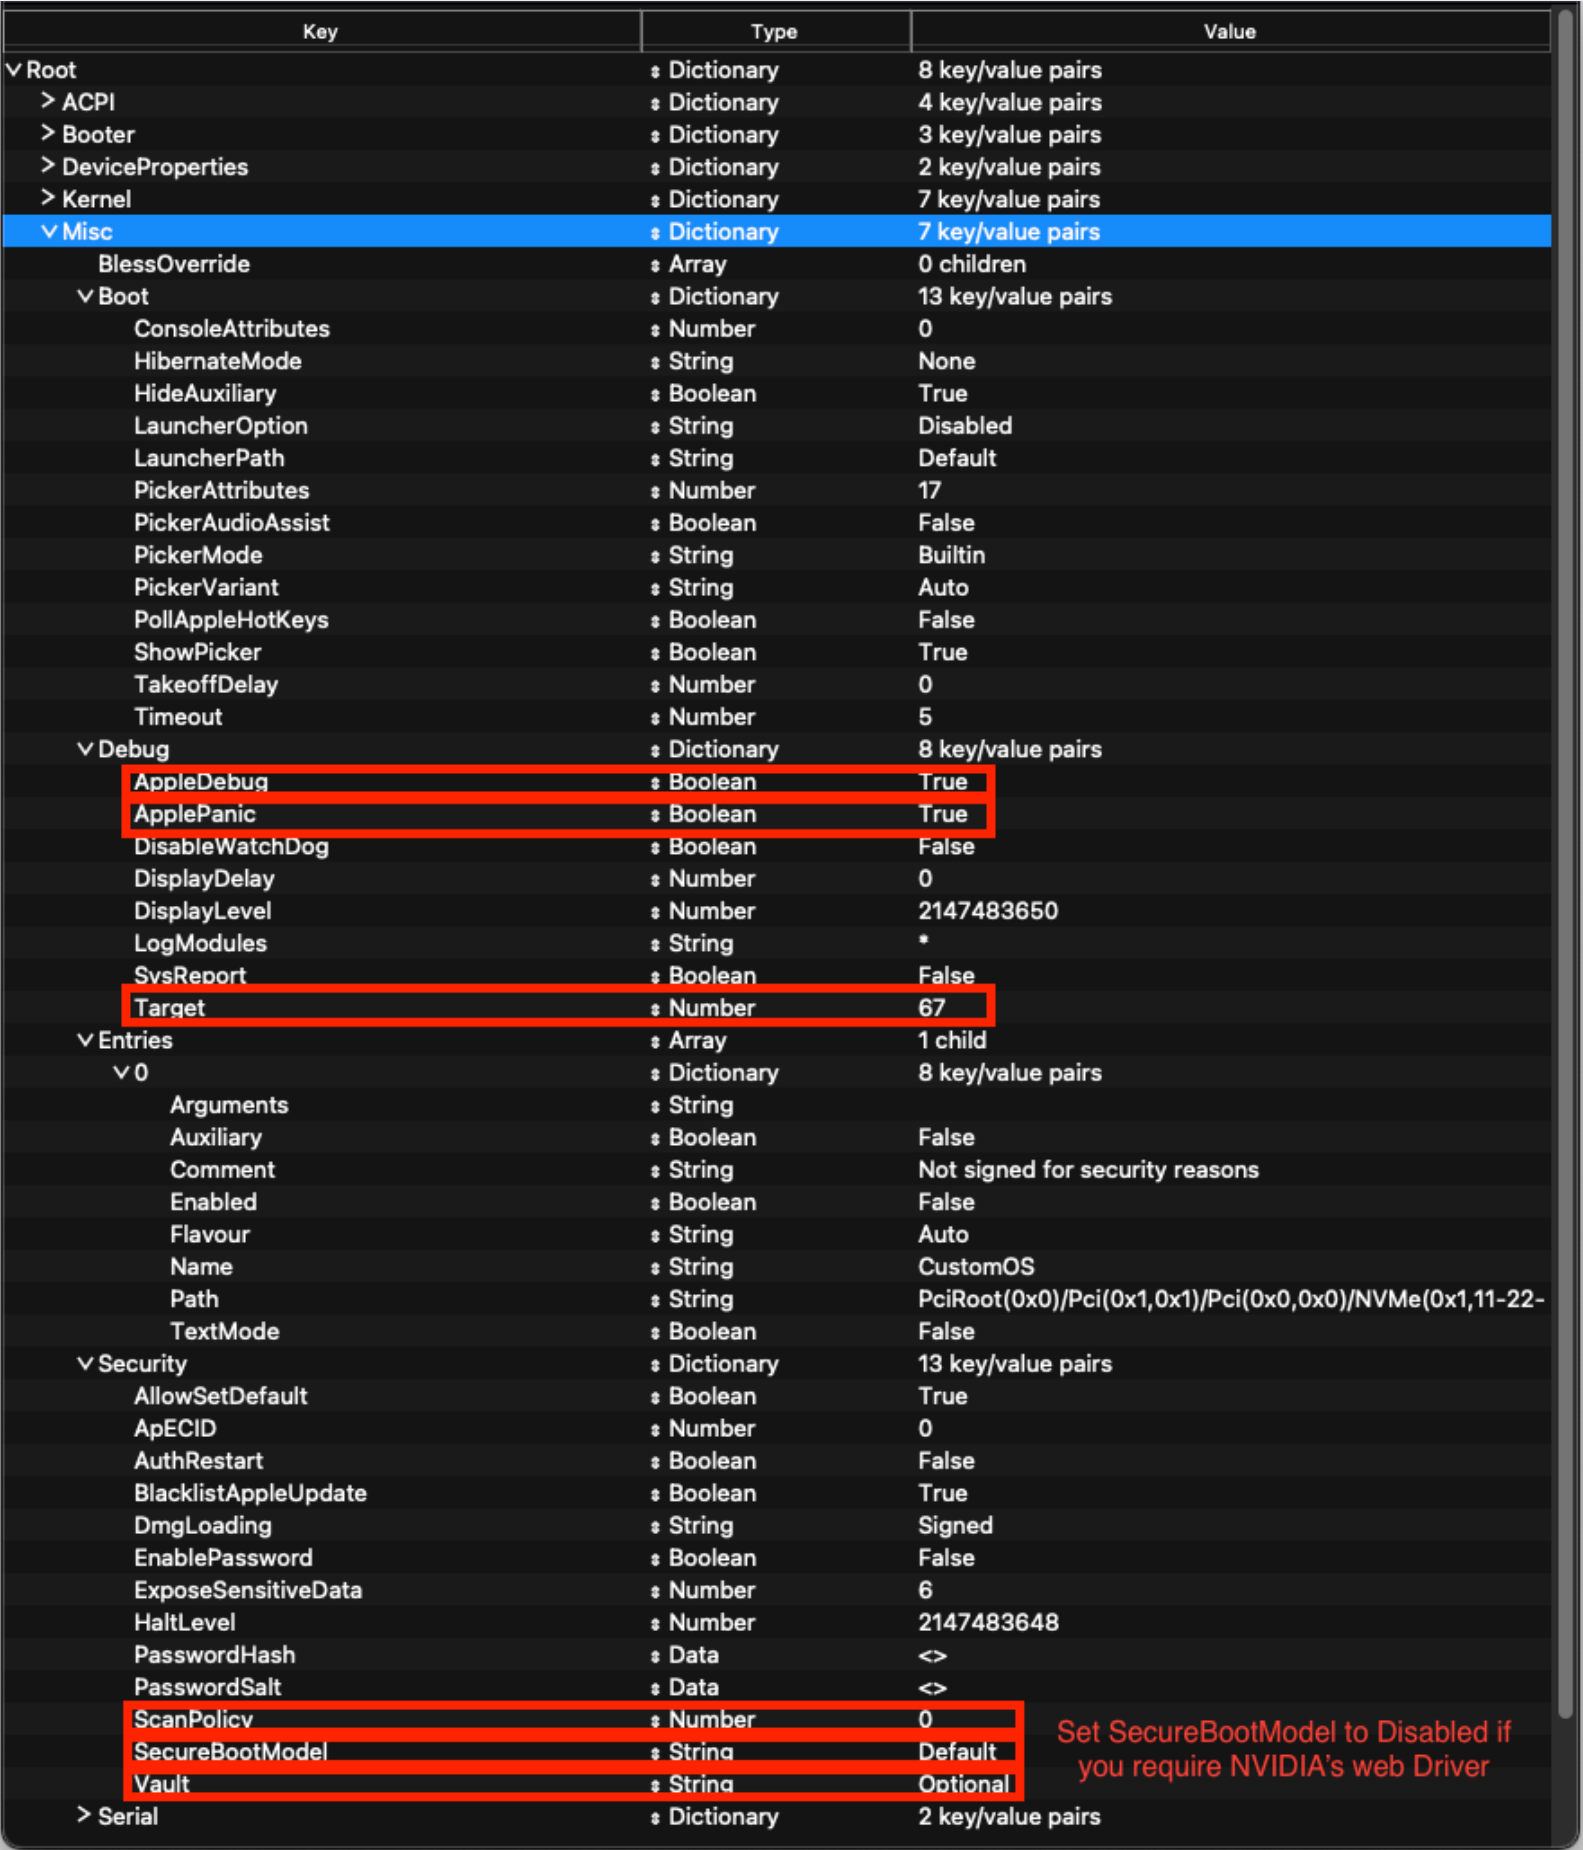 Key Type Value
Root Dictionary 8 key/value pairs
ACPI Dictionary 4 key/value pairs
Booter Dictionary 3 key/value pairs
DeviceProperties Dictionary 2 key/value pairs
Kernel Dictionary 7 key/value pairs
Misc Dictionary 7 key/value pairs
BlessOverride Array 0 children
Boot Dictionary 13 key/value pairs
ConsoleAttributes Number 0
HibernateMode String None
HideAuxiliary Boolean True
LauncherOption String Disabled
LauncherPath String Default
PickerAttributes Number 17
PickerAudioAssist Boolean False
PickerMode String Builtin
PickerVariant String Auto
PollAppleHotKeys Boolean False
ShowPicker Boolean True
TakeoffDelay Number 0
Timeout Number 5
Debug Dictionary 8 key/value pairs
AppleDebug Boolean True
ApplePanic Boolean True
DisableWatchDog Boolean False
DisplayDelay Number 0
DisplayLevel Number 2147483650
LogModules String *
SysReport Boolean False
Target Number 67
Entries Array 1 child
0 Dictionary 8 key/value pairs
Arguments String
Auxiliary Boolean False
Comment String Not signed for security reasons
Enabled Boolean False
Flavour String Auto
Name String CustomOS
Path String PciRoot(0x0)/Pci(0x1,0x1)/Pci(0x0,0x0)/NVMe(0x1,11-22-
TextMode Boolean False
Security Dictionary 13 key/value pairs
AllowSetDefault Boolean True
ApECID Number 0
AuthRestart Boolean False
BlacklistAppleUpdate Boolean True
DmgLoading String Signed
EnablePassword Boolean False
ExposeSensitiveData Number 6
HaltLevel Number 2147483648
PasswordHash Data <>
PasswordSalt Data <>
ScanPolicy Number 0
SecureBootModel String Default
Vault String Optional
Set SecureBootModel to Disabled if
you require NVIDIA's web Driver
Serial Dictionary 2 key/value pairs